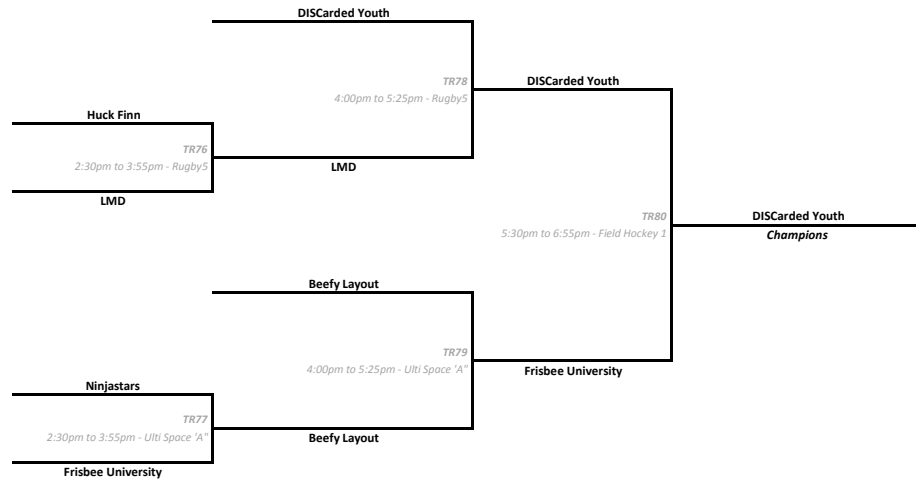 DISCarded Youth
TR78
4:00pm to 5:25pm - Rugby5
DISCarded Youth
Huck Finn
TR76
2:30pm to 3:55pm - Rugby5
LMD
LMD
TR80
5:30pm to 6:55pm - Field Hockey 1
DISCarded Youth
Champions
Beefy Layout
TR79
4:00pm to 5:25pm - Ulti Space 'A"
Frisbee University
Ninjastars
TR77
2:30pm to 3:55pm - Ulti Space 'A"
Beefy Layout
Frisbee University